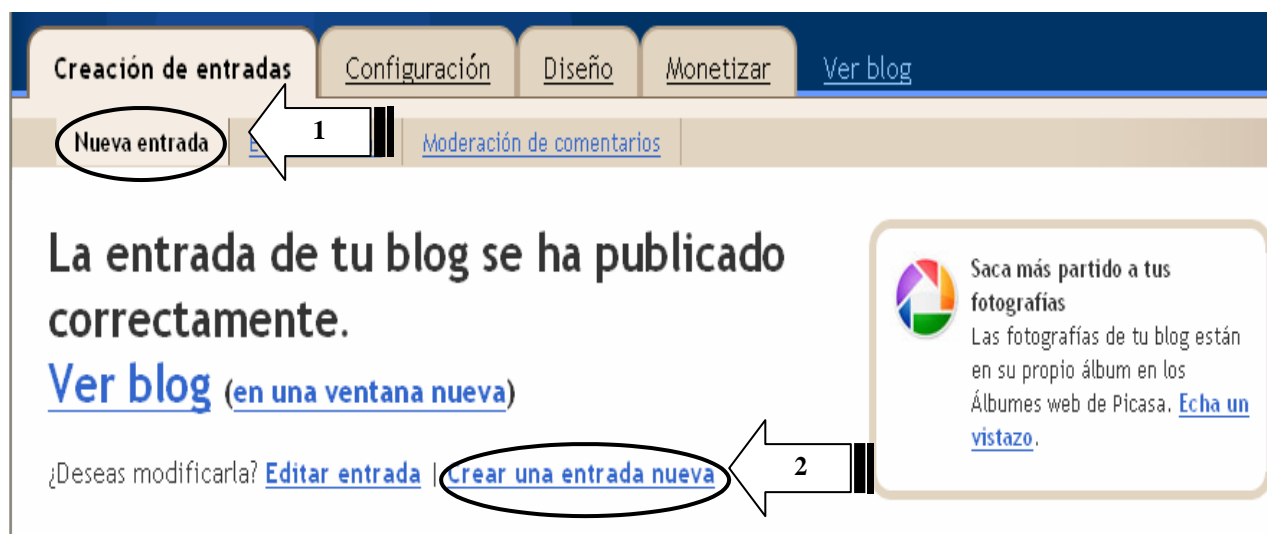 Creación de entradas Configuración Diseño Monetizar Ver blog
Nueva entrada 1 Moderación de comentarios
La entrada de tu blog se ha publicado
correctamente.
Ver blog (en una ventana nueva)
¿Deseas modificarla? Editar entrada | Crear una entrada nueva 2
Saca más partido a tus
fotografías
Las fotografías de tu blog están
en su propio álbum en los
Álbumes web de Picasa. Echa un
vistazo.